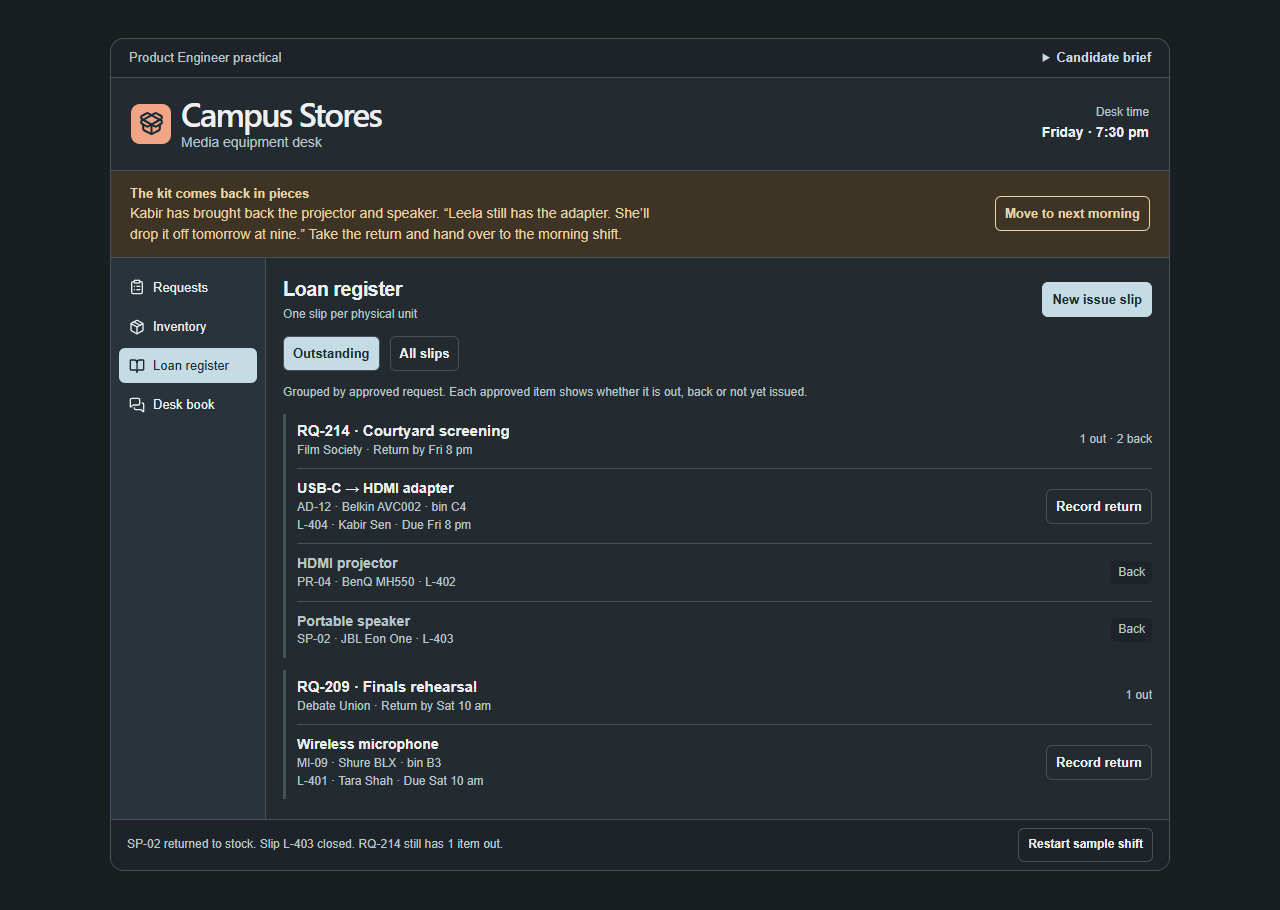 Product Engineer practical
Candidate brief
Campus Stores
Media equipment desk
Desk time
Friday · 7:30 pm
The kit comes back in pieces
Kabir has brought back the projector and speaker. “Leela still has the adapter. She’ll
drop it off tomorrow at nine.” Take the return and hand over to the morning shift.
Move to next morning
Requests
Inventory
Loan register
Desk book
Loan register
One slip per physical unit
New issue slip
Outstanding
All slips
Grouped by approved request. Each approved item shows whether it is out, back or not yet issued.
RQ-214 · Courtyard screening
Film Society · Return by Fri 8 pm
1 out · 2 back
USB-C → HDMI adapter
AD-12 · Belkin AVC002 · bin C4
L-404 · Kabir Sen · Due Fri 8 pm
Record return
HDMI projector
PR-04 · BenQ MH550 · L-402
Back
Portable speaker
SP-02 · JBL Eon One · L-403
Back
RQ-209 · Finals rehearsal
Debate Union · Return by Sat 10 am
1 out
Wireless microphone
MI-09 · Shure BLX · bin B3
L-401 · Tara Shah · Due Sat 10 am
Record return
SP-02 returned to stock. Slip L-403 closed. RQ-214 still has 1 item out.
Restart sample shift